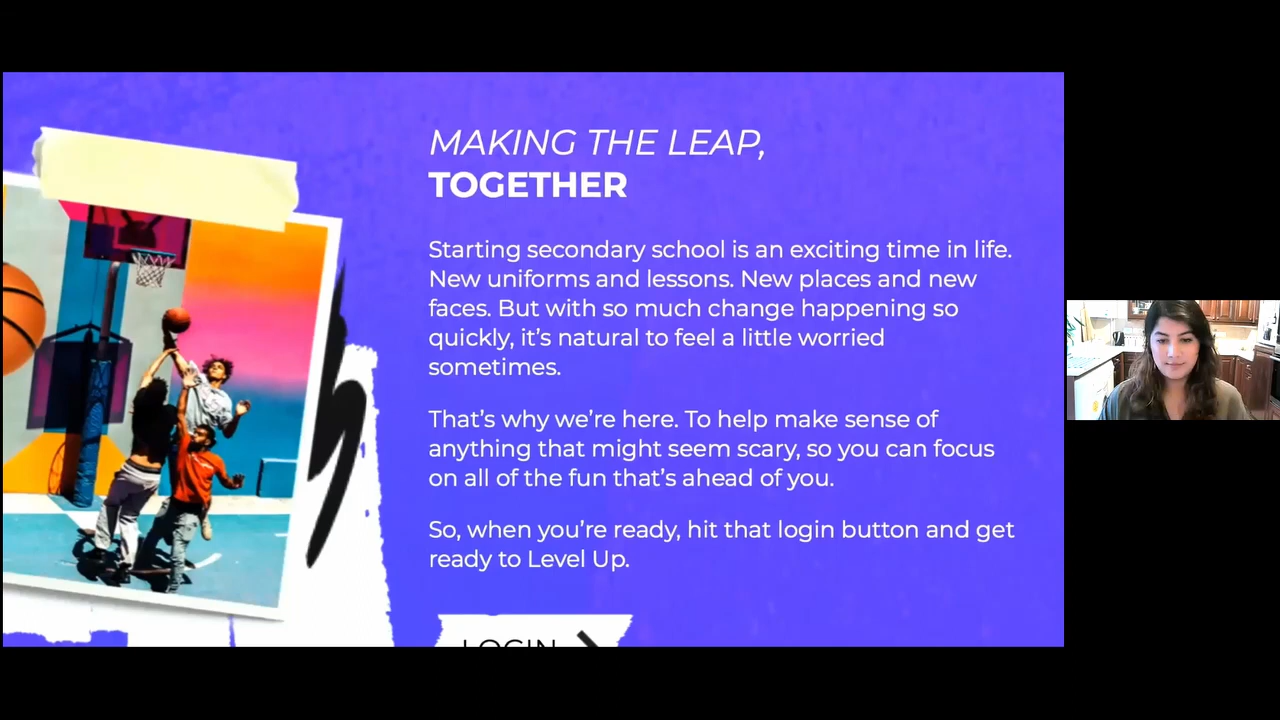 MAKING THE LEAP,
TOGETHER
Starting secondary school is an exciting time in life.
New uniforms and lessons. New places and new
faces. But with so much change happening so
quickly, it’s natural to feel a little worried
sometimes.
That’s why we’re here. To help make sense of
anything that might seem scary, so you can focus
on all of the fun that’s ahead of you.
So, when you’re ready, hit that login button and get
ready to Level Up.
LOGIN